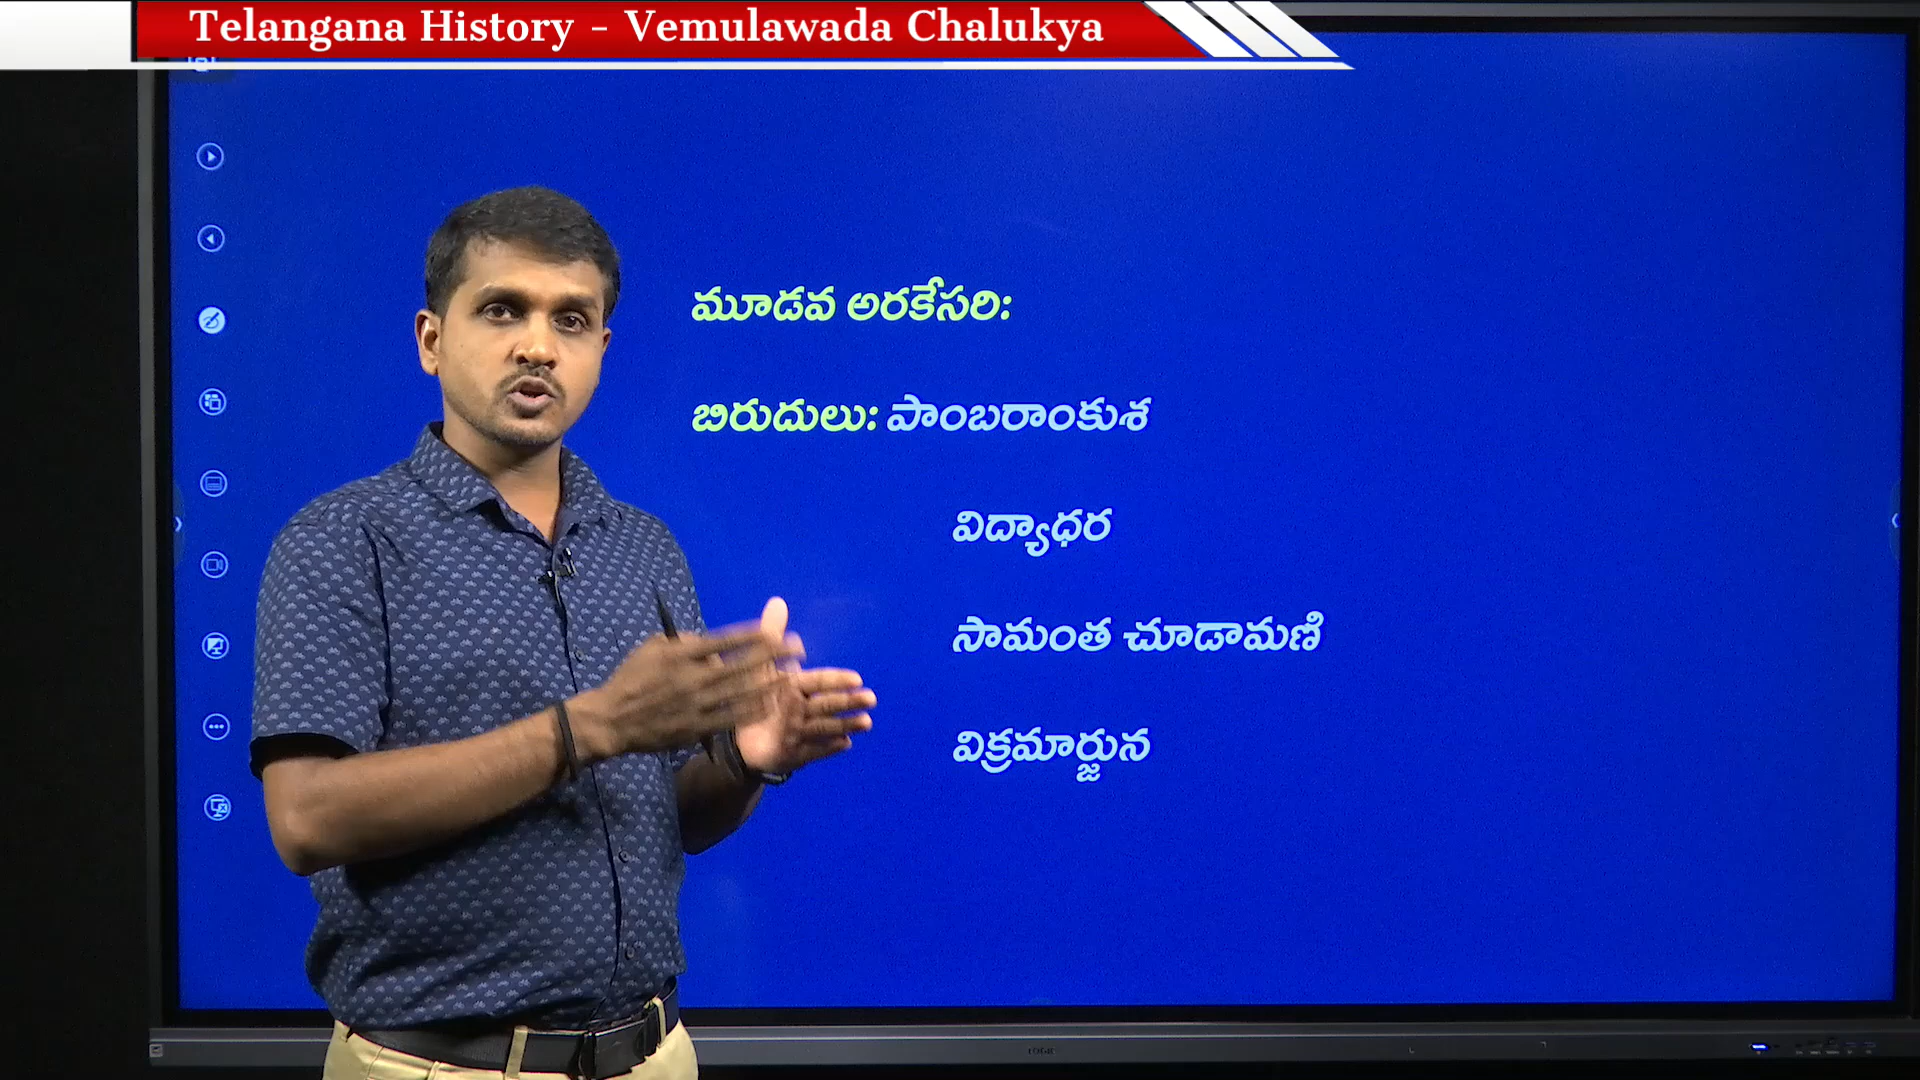 Telangana History - Vemulawada Chalukya
మూడవ అరకేసరి:
బిరుదులు: పాంబరాంకుశ
విద్యాధర
సామంత చూడామణి
విక్రమార్జున